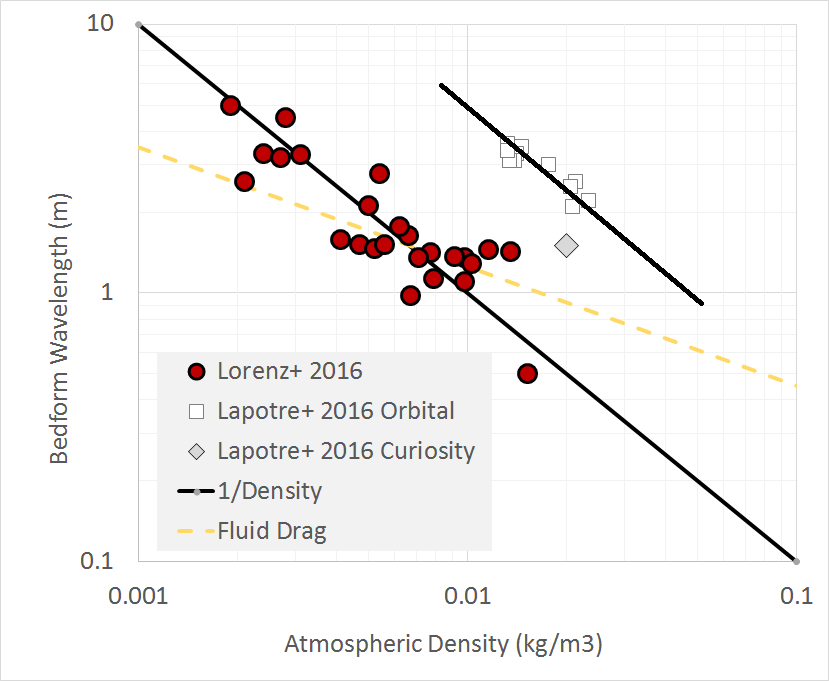 10
1
0.1
Bedform Wavelength (m)
Lorenz+ 2016
Lapotre+ 2016 Orbital
Lapotre+ 2016 Curiosity
1/Density
Fluid Drag
0.001
0.01
0.1
Atmospheric Density (kg/m3)